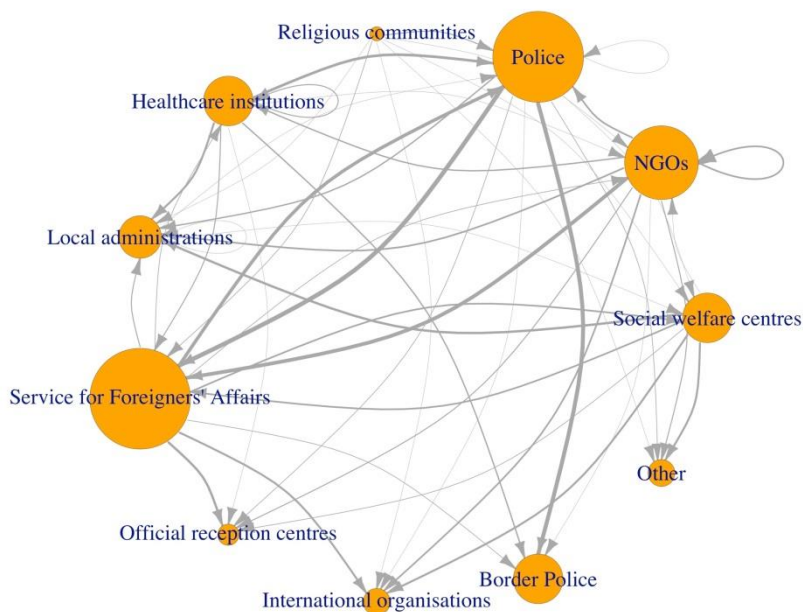 Religious communities
Police
Healthcare institutions
NGOs
Local administrations
Social welfare centres
Service for Foreigners' Affairs
Other
Official reception centres
Border Police
International organisations